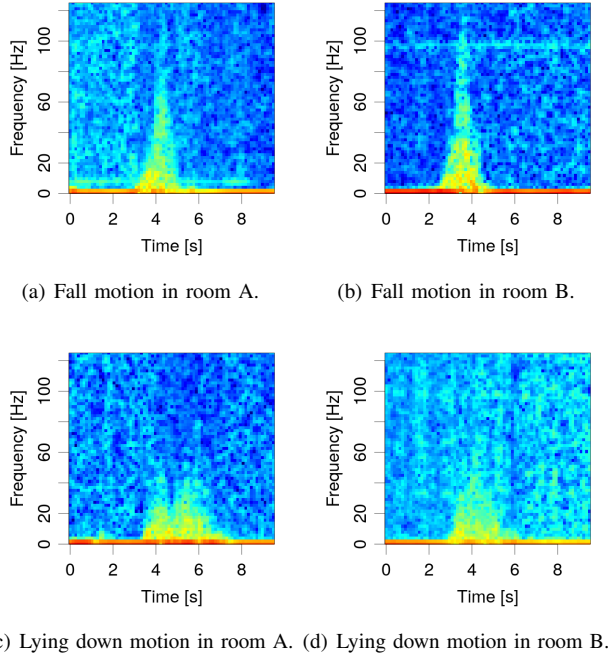 Frequency [Hz]
0 20 60 100
0 2 4 6 8
Time [s]
Frequency [Hz]
0 20 60 100
0 2 4 6 8
Time [s]
(a) Fall motion in room A.
(b) Fall motion in room B.
Frequency [Hz]
0 20 60 100
0 2 4 6 8
Time [s]
Frequency [Hz]
0 20 60 100
0 2 4 6 8
Time [s]
) Lying down motion in room A.
(d) Lying down motion in room B.